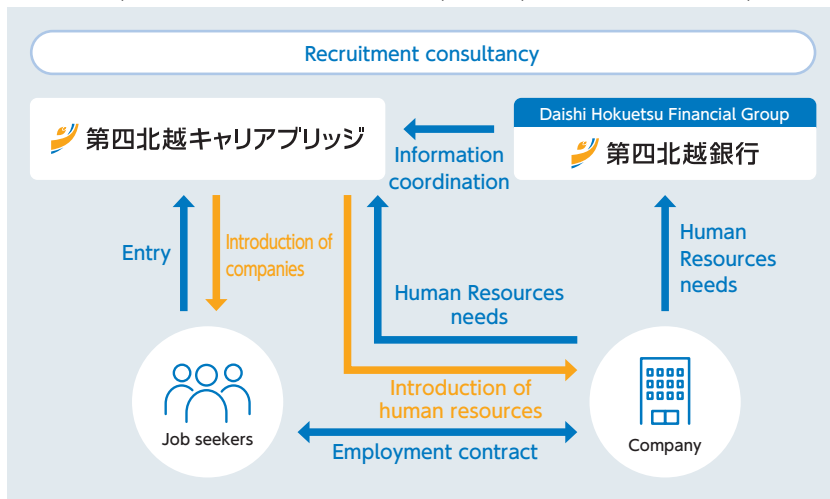 Recruitment consultancy
第四北越キャリアブリッジ
Daishi Hokuetsu Financial Group
第四北越銀行
Information
coordination
Entry
Introduction of
companies
Human Resources
needs
Human
Resources
needs
Introduction of
human resources
Job seekers
Employment contract
Company